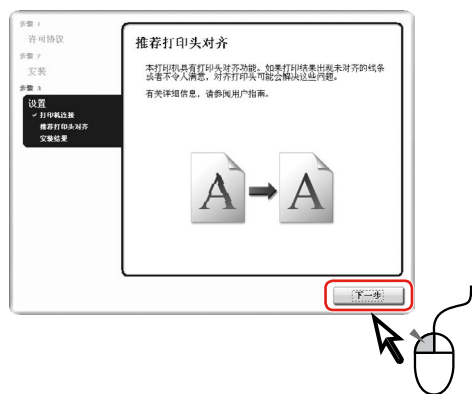 步骤 1
许可协议
步骤 2
安装
步骤 3
设置
✓ 打印机连接
推荐打印头对齐
安装结果
推荐打印头对齐
本打印机具有打印头对齐功能。如果打印结果出现未对齐的线条
或者不令人满意，对齐打印头可能会解决这些问题。
有关详细信息，请参阅用户指南。
A A
下一步